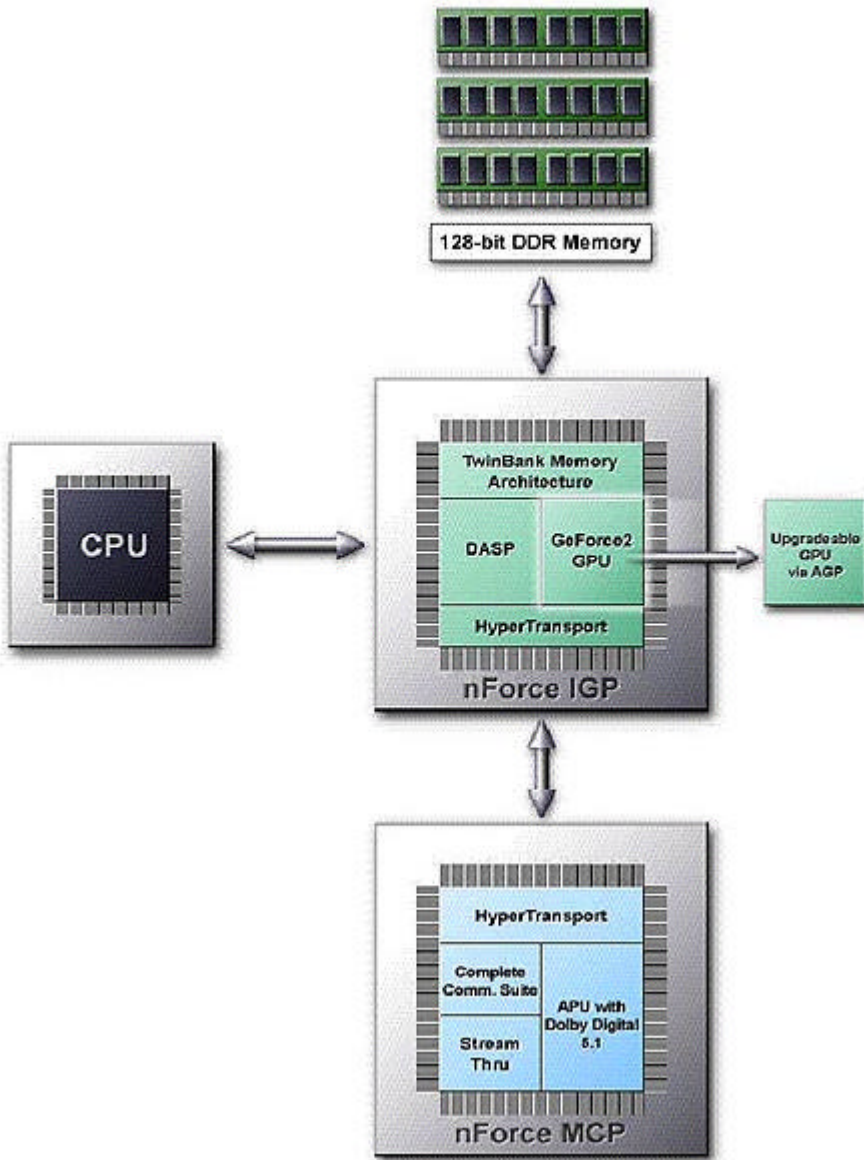 128-bit DDR Memory
TwinBank Memory
Architecture
CPU
DASP
GeForce2
GPU
Upgradeable
GPU
via AGP
HyperTransport
nForce IGP
HyperTransport
Complete
Comm. Suite
APU with
Dolby Digital
5.1
Stream
Thru
nForce MCP